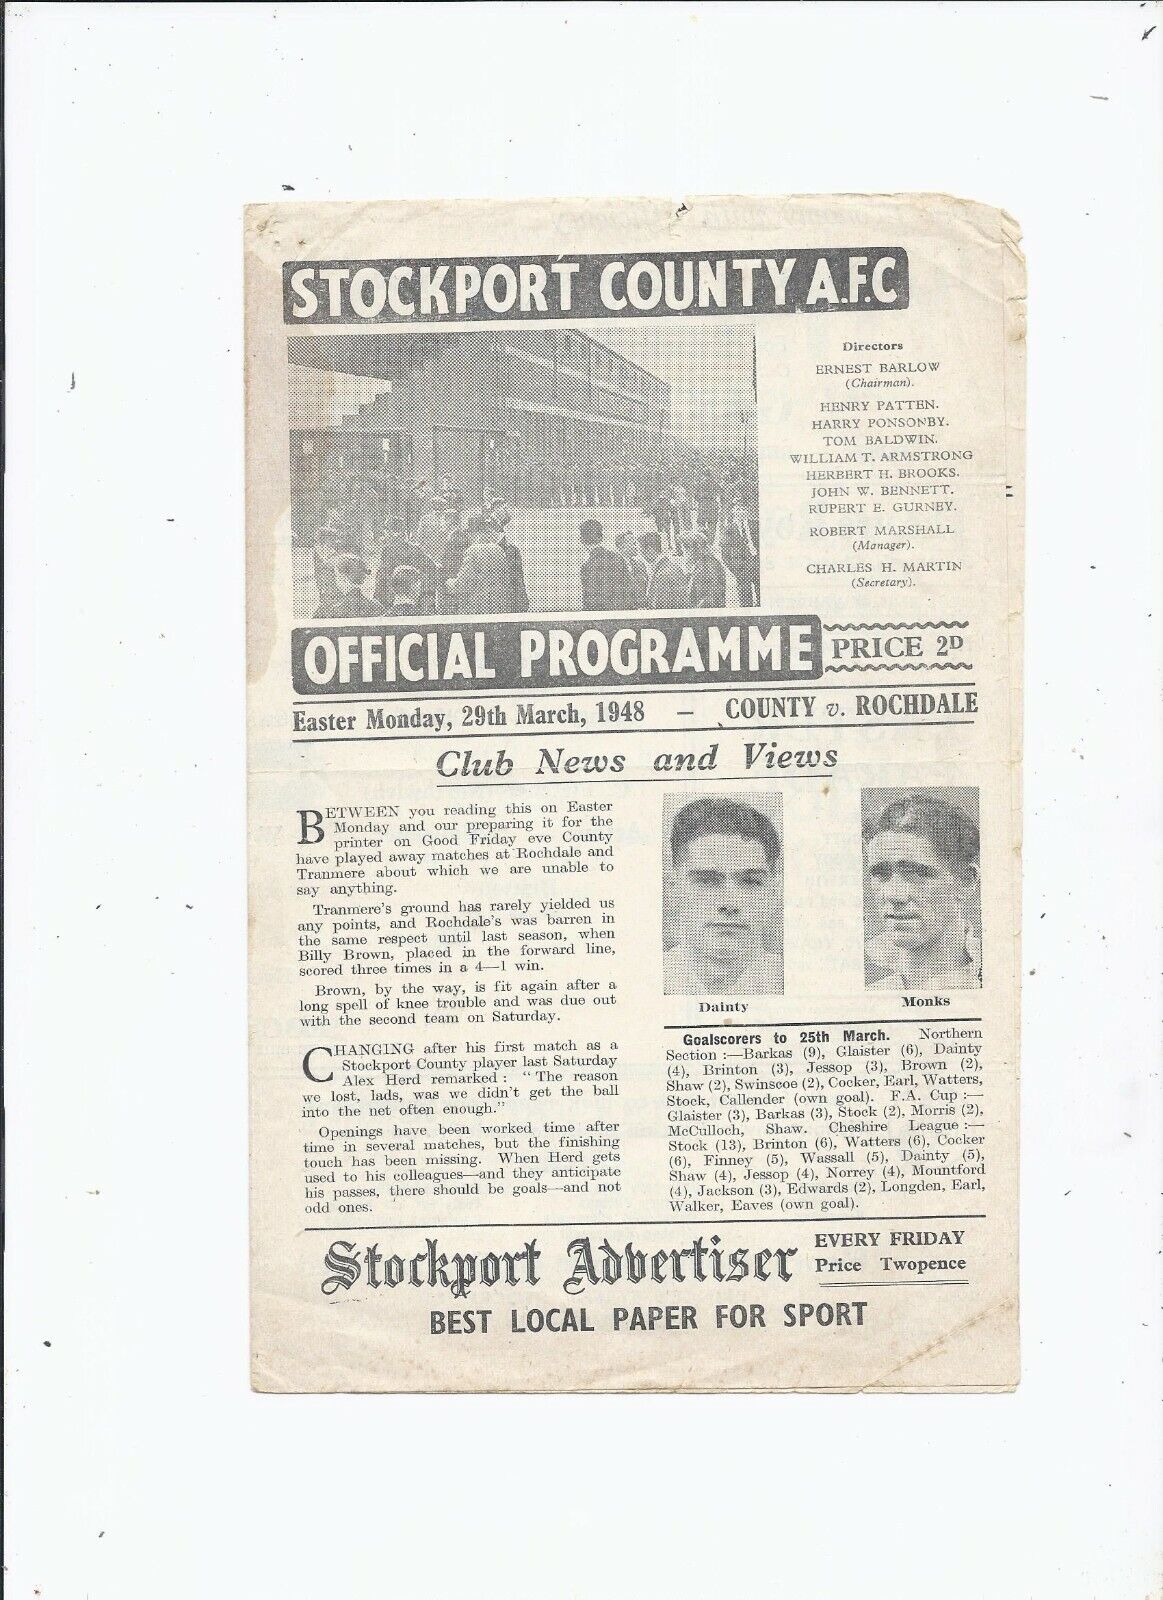 STOCKPORT COUNTY A.F.C
Directors
ERNEST BARLOW
(Chairman).
HENRY PATTEN.
HARRY PONSONBY.
TOM BALDWIN.
WILLIAM T. ARMSTRONG
HERBERT H. BROOKS.
JOHN W. BENNETT.
RUPERT E. GURNEY.
ROBERT MARSHALL
(Manager).
CHARLES H. MARTIN
(Secretary).
OFFICIAL PROGRAMME
PRICE 2D
Easter Monday, 29th March, 1948 — COUNTY v. ROCHDALE
Club News and Views
BETWEEN you reading this on Easter
Monday and our preparing it for the
printer on Good Friday eve County
have played away matches at Rochdale and
Tranmere about which we are unable to
say anything.
Tranmere's ground has rarely yielded us
any points, and Rochdale's was barren in
the same respect until last season, when
Billy Brown, placed in the forward line,
scored three times in a 4—1 win.
Brown, by the way, is fit again after a
long spell of knee trouble and was due out
with the second team on Saturday.
CHANGING after his first match as a
Stockport County player last Saturday
Alex Herd remarked : " The reason
we lost, lads, was we didn't get the ball
into the net often enough."
Openings have been worked time after
time in several matches, but the finishing
touch has been missing. When Herd gets
used to his colleagues—and they anticipate
his passes, there should be goals—and not
odd ones.
Dainty
Monks
Goalscorers to 25th March. Northern
Section :—Barkas (9), Glaister (6), Dainty
(4), Brinton (3), Jessop (3), Brown (2),
Shaw (2), Swinscoe (2), Cocker, Earl, Watters,
Stock, Callender (own goal). F.A. Cup :—
Glaister (3), Barkas (3), Stock (2), Morris (2),
McCulloch, Shaw. Cheshire League :—
Stock (13), Brinton (6), Watters (6), Cocker
(6), Finney (5), Wassall (5), Dainty (5),
Shaw (4), Jessop (4), Norrey (4), Mountford
(4), Jackson (3), Edwards (2), Longden, Earl,
Walker, Eaves (own goal).
Stockport Advertiser
EVERY FRIDAY
Price Twopence
BEST LOCAL PAPER FOR SPORT